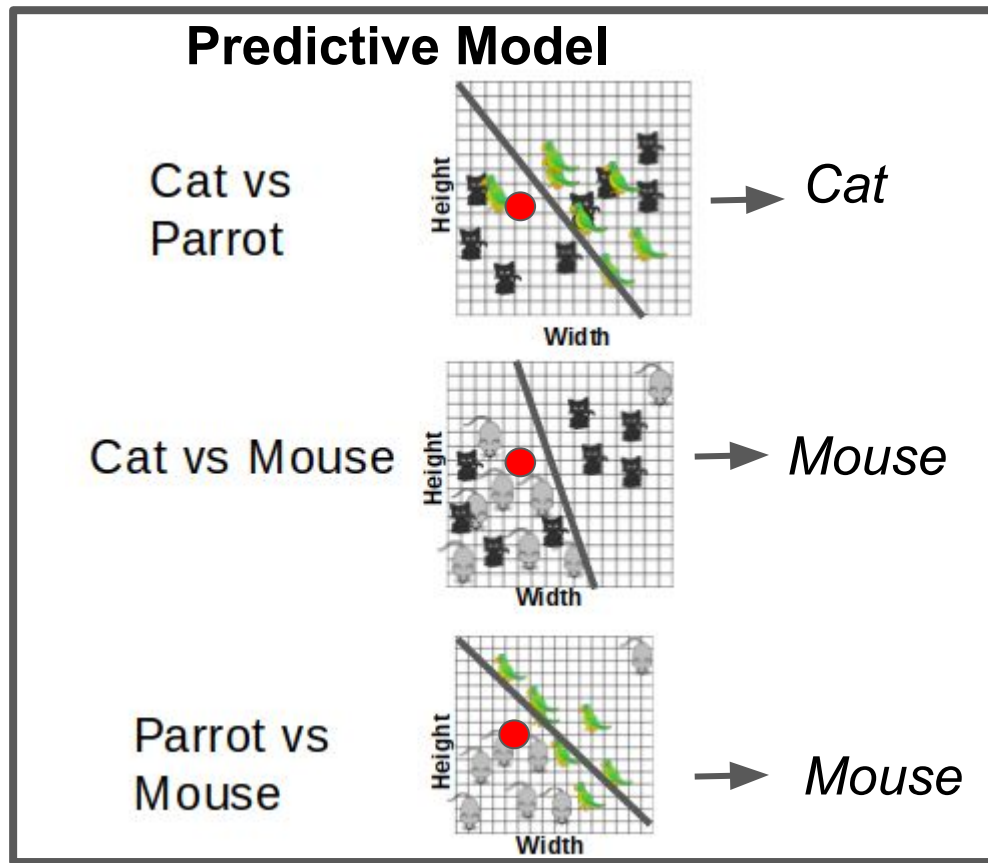 Predictive Model
Cat vs
Parrot
Height
Width
Cat
Cat vs Mouse
Height
Width
Mouse
Parrot vs
Mouse
Height
Width
Mouse